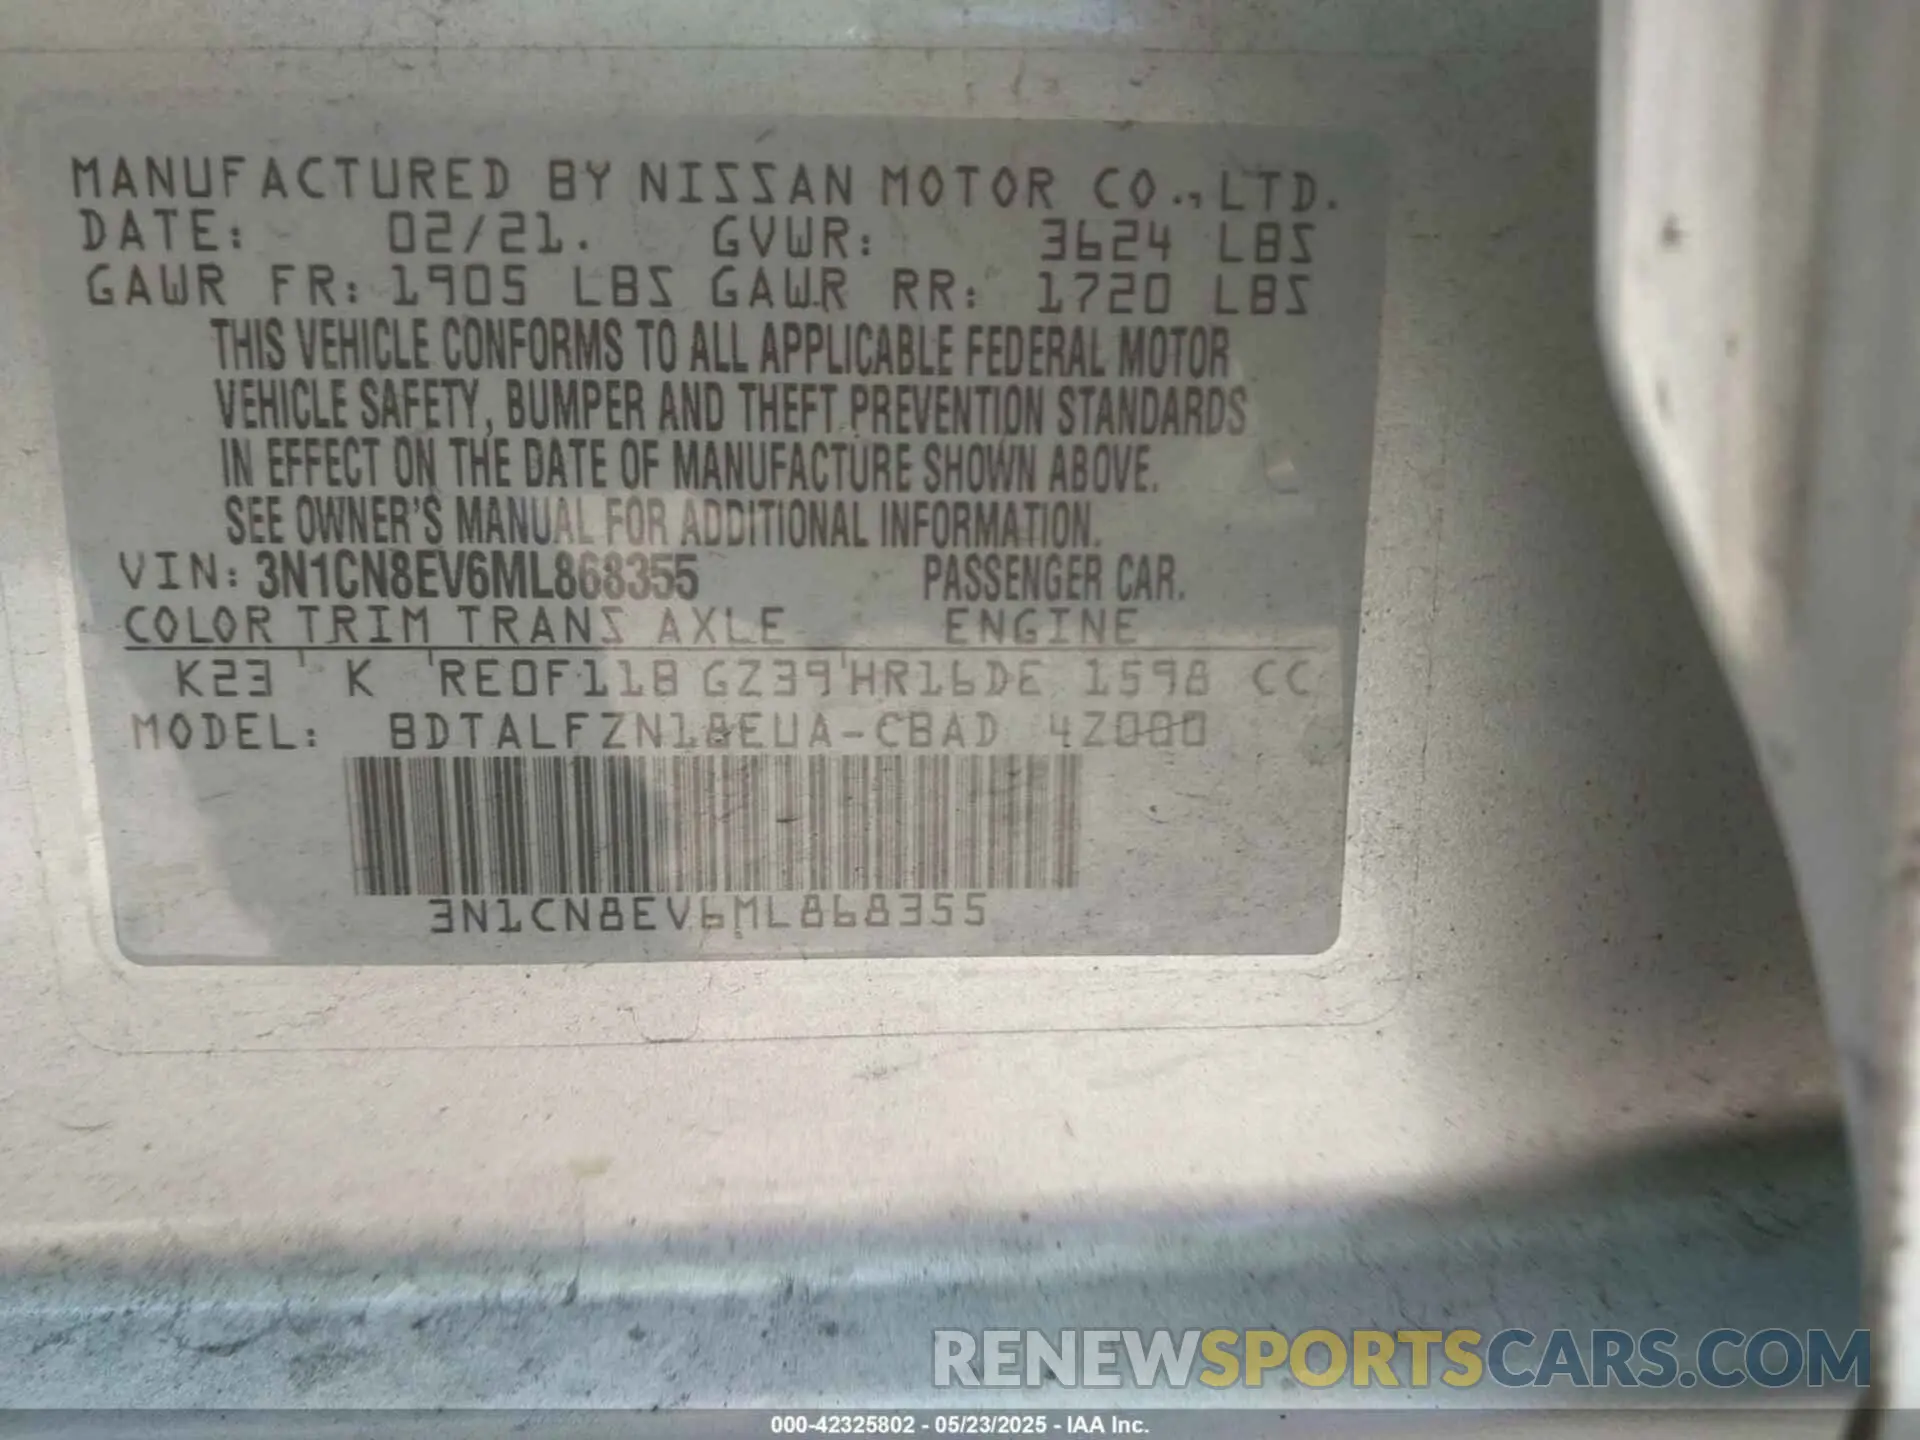 MANUFACTURED BY NISSAN MOTOR CO., LTD.
DATE: 02/21. GVWR: 3624 LBS
GAWR FR: 1905 LBS GAWR RR: 1720 LBS
THIS VEHICLE CONFORMS TO ALL APPLICABLE FEDERAL MOTOR
VEHICLE SAFETY, BUMPER AND THEFT PREVENTION STANDARDS
IN EFFECT ON THE DATE OF MANUFACTURE SHOWN ABOVE.
SEE OWNER'S MANUAL FOR ADDITIONAL INFORMATION.
VIN: 3N1CN8EV6ML868355 PASSENGER CAR.
COLOR TRIM TRANS AXLE ENGINE
K23 ' K ' RE0F11B GZ39 ' HR16DE 1598 CC
MODEL: BDTALFZN18EUA-CBAD 4Z000
3N1CN8EV6ML868355
RENEWSPORTSCARS.COM
000-42325802 - 05/23/2025 - IAA Inc.